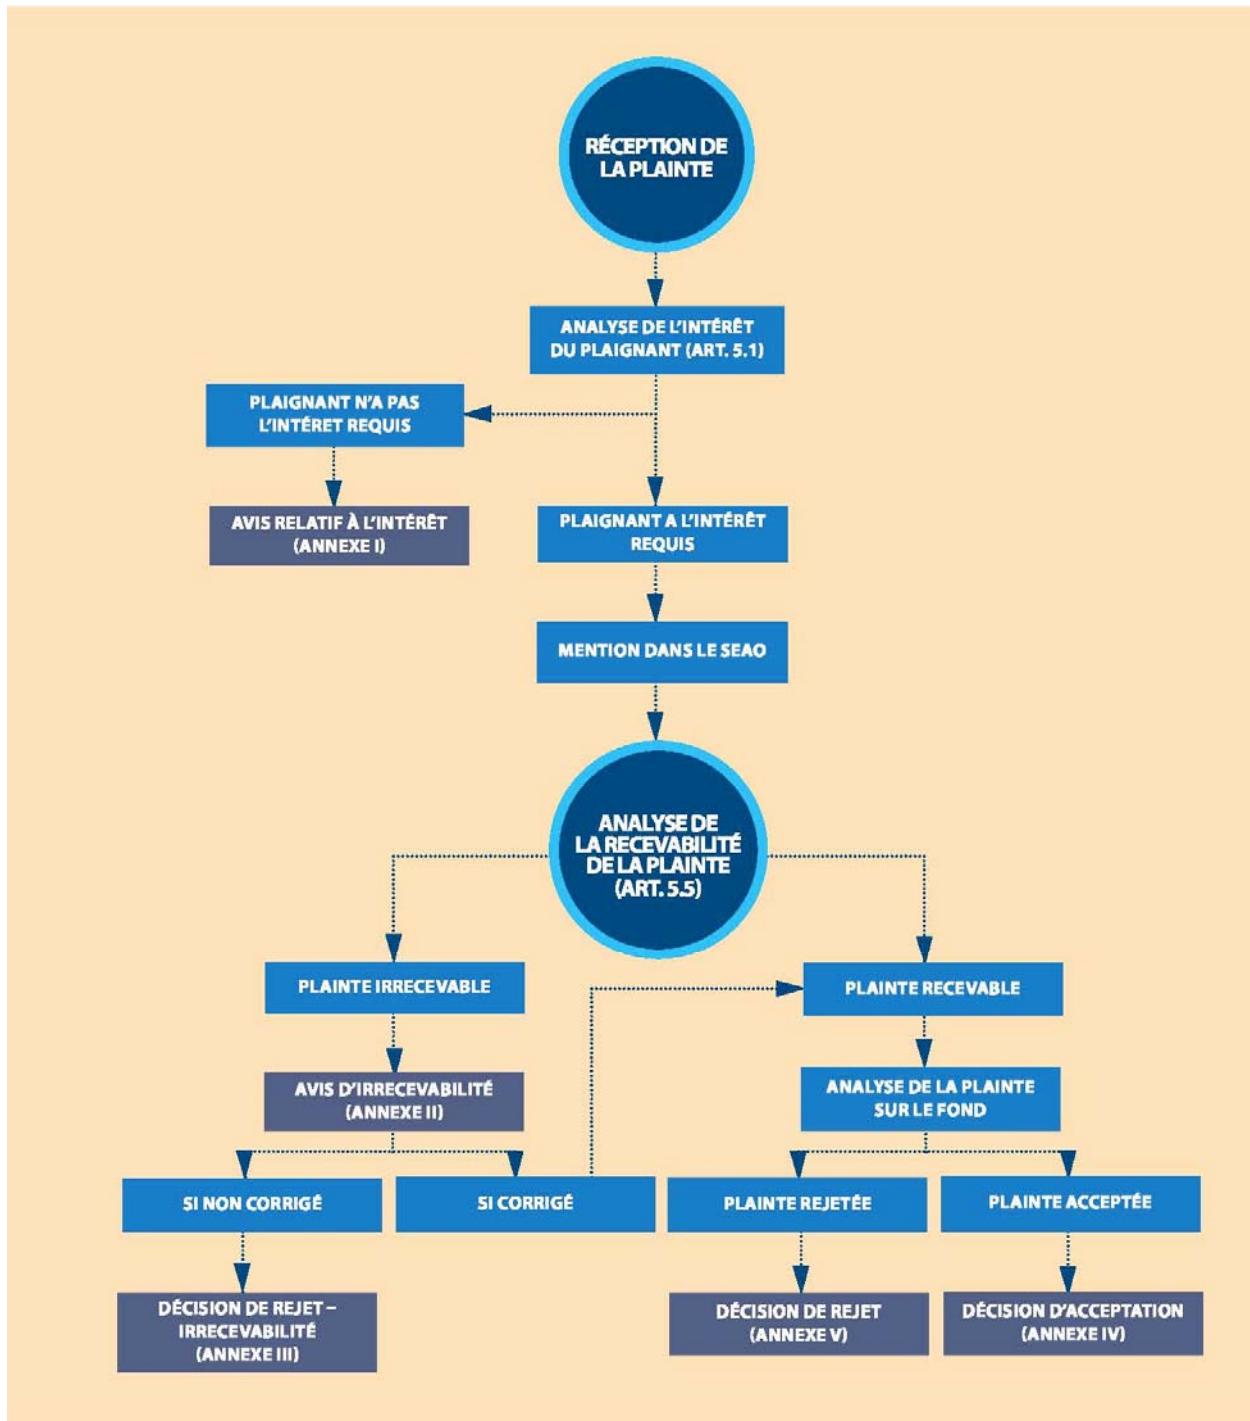 RÉCEPTION DE
LA PLAINTE
ANALYSE DE L'INTÉRÊT
DU PLAIGNANT (ART. 5.1)
PLAIGNANT N'A PAS
L'INTÉRET REQUIS
AVIS RELATIF À L'INTÉRÊT
(ANNEXE I)
PLAIGNANT A L'INTÉRÊT
REQUIS
MENTION DANS LE SEAO
ANALYSE DE
LA RECEVABILITÉ
DE LA PLAINTE
(ART. 5.5)
PLAINTE IRRECEVABLE
PLAINTE RECEVABLE
AVIS D'IRRECEVABILITÉ
(ANNEXE II)
ANALYSE DE LA PLAINTE
SUR LE FOND
SI NON CORRIGÉ
SI CORRIGÉ
PLAINTE REJETÉE
PLAINTE ACCEPTÉE
DÉCISION DE REJET –
IRRECEVABILITÉ
(ANNEXE III)
DÉCISION DE REJET
(ANNEXE V)
DÉCISION D'ACCEPTATION
(ANNEXE IV)